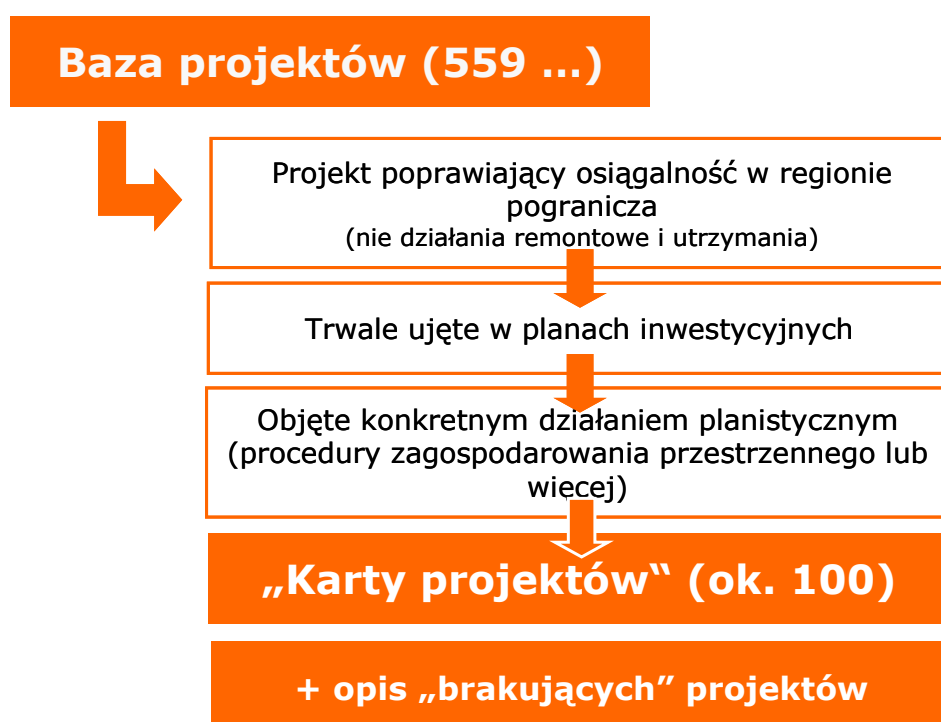 Baza projektów (559 …)
Projekt poprawiający osiągalność w regionie
pogranicza
(nie działania remontowe i utrzymania)
Trwale ujęte w planach inwestycyjnych
Objęte konkretnym działaniem planistycznym
(procedury zagospodarowania przestrzennego lub
więcej)
„Karty projektów“ (ok. 100)
+ opis „brakujących” projektów